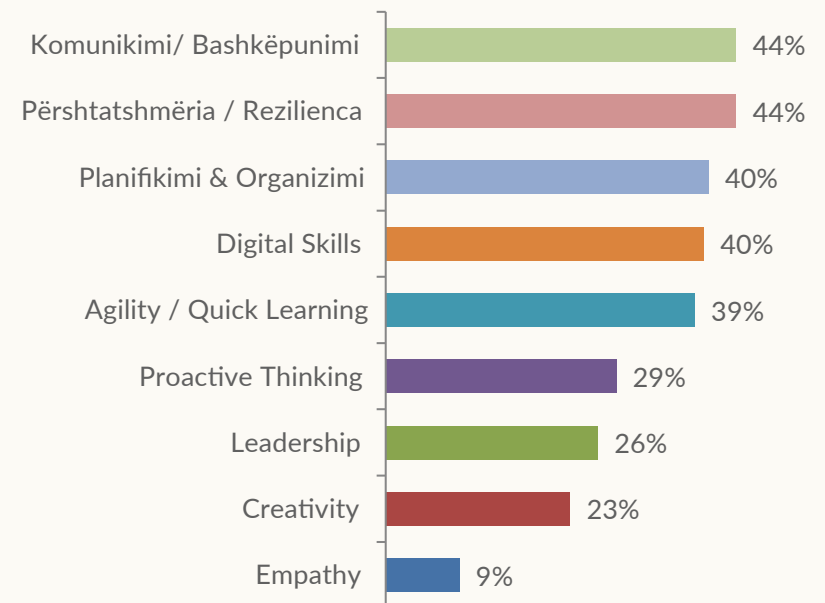 Komunikimi/ Bashkëpunimi 44%
Përshtatshmëria / Rezilienca 44%
Planifikimi & Organizimi 40%
Digital Skills 40%
Agility / Quick Learning 39%
Proactive Thinking 29%
Leadership 26%
Creativity 23%
Empathy 9%